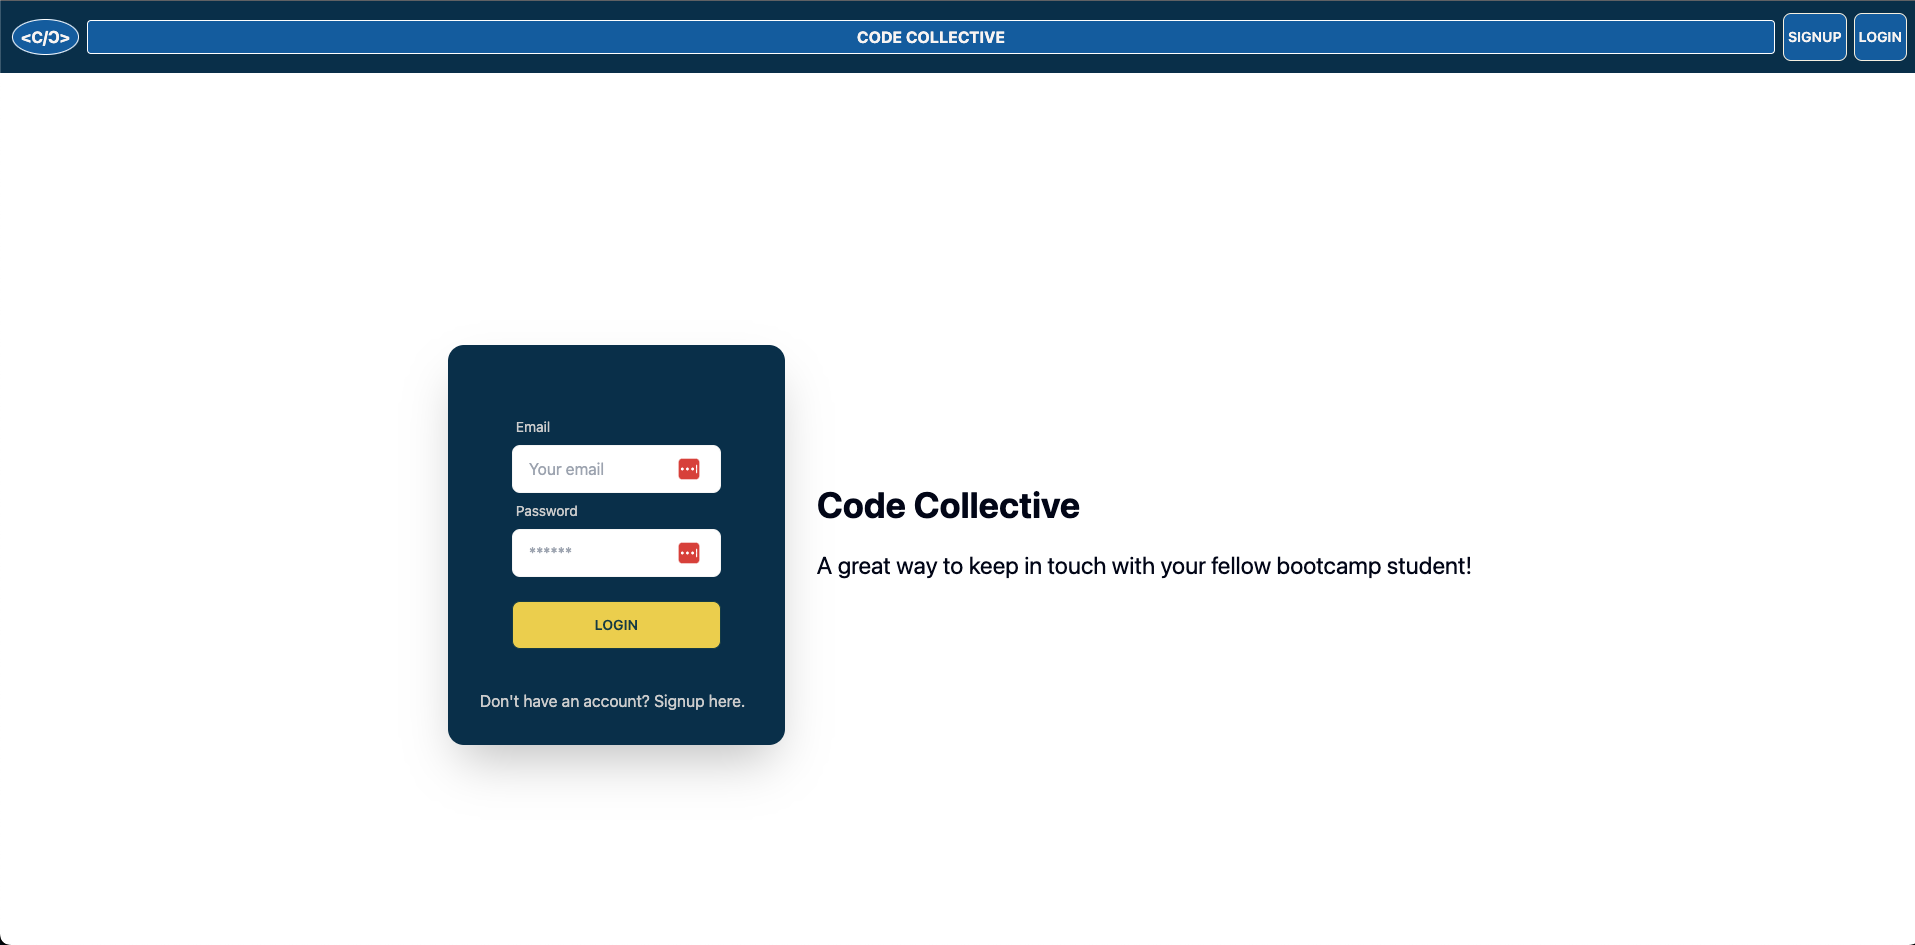 <C/Ɔ>
CODE COLLECTIVE
SIGNUP
LOGIN
Email
Your email
Password
******
LOGIN
Don't have an account? Signup here.
Code Collective
A great way to keep in touch with your fellow bootcamp student!